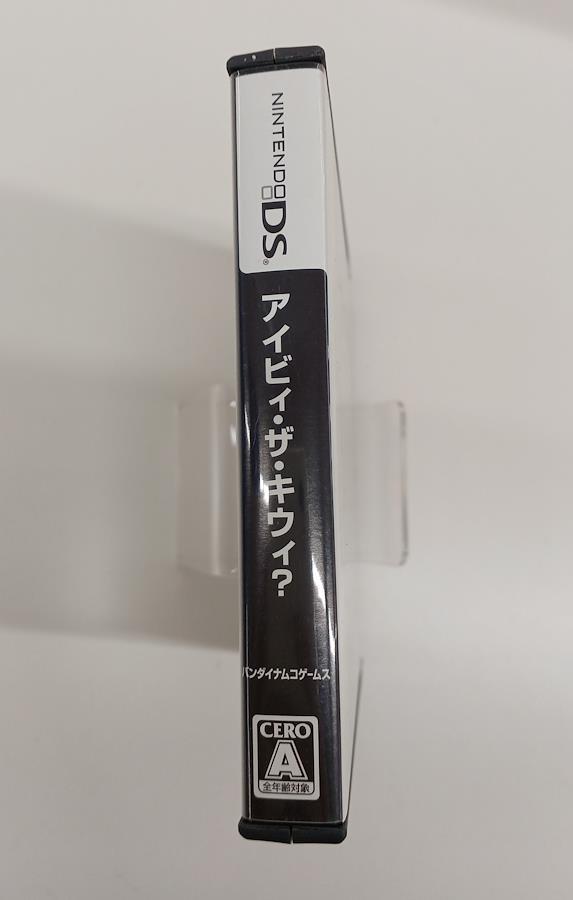 NINTENDO DS®
アイビィ・ザ・キウィ?
バンダイナムコゲームス
CERO
A
全年齢対象